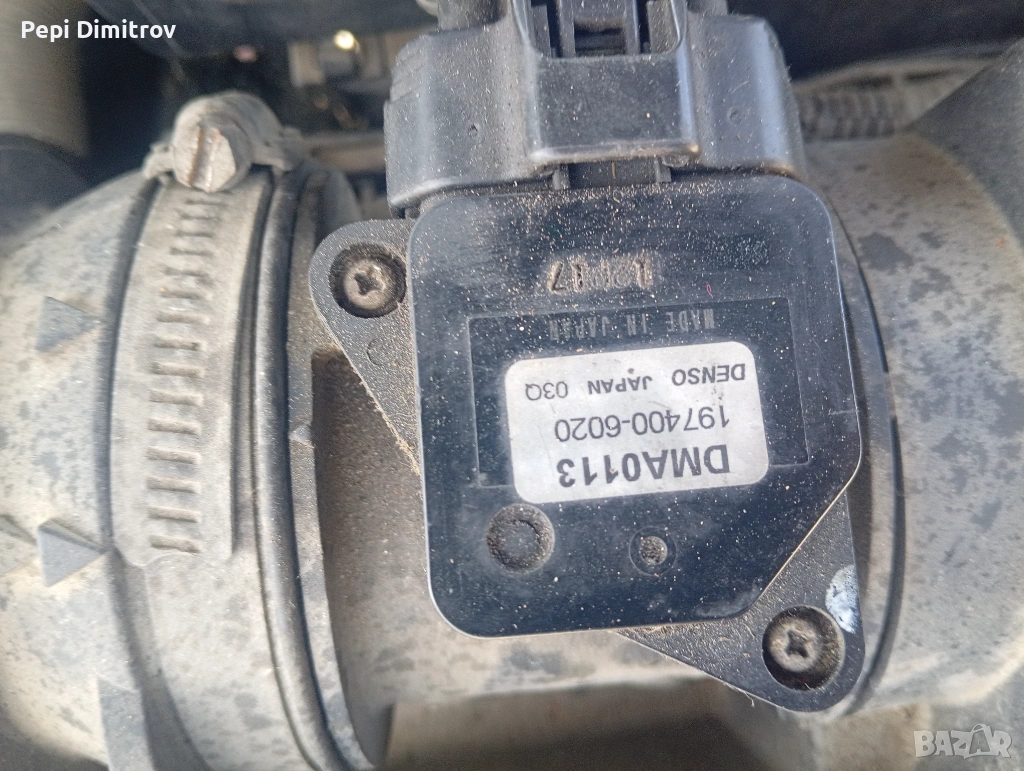 Pepi Dimitrov
DMA0113
197400-6020
DENSO JAPAN 03Q
MADE IN JAPAN
BAZAR